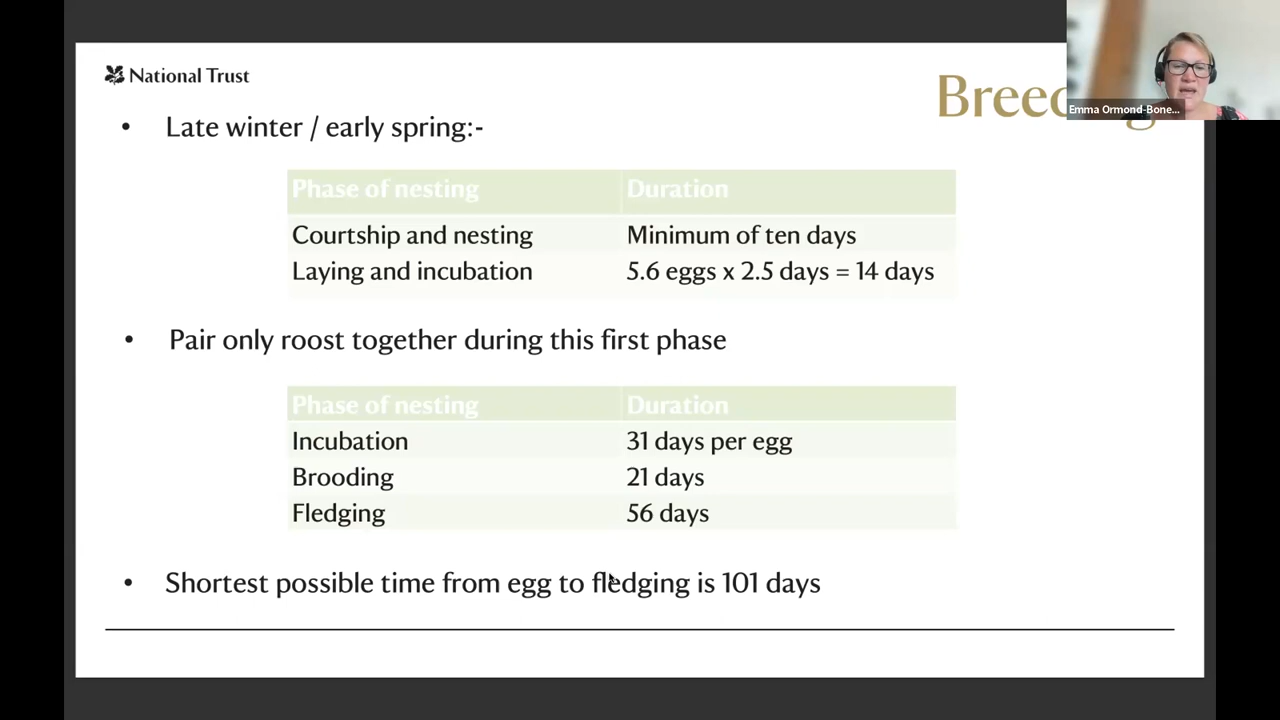 National Trust
Emma Ormond-Bone...
Late winter / early spring:-
Phase of nesting Duration
Courtship and nesting Minimum of ten days
Laying and incubation 5.6 eggs x 2.5 days = 14 days
Pair only roost together during this first phase
Phase of nesting Duration
Incubation 31 days per egg
Brooding 21 days
Fledging 56 days
Shortest possible time from egg to fledging is 101 days